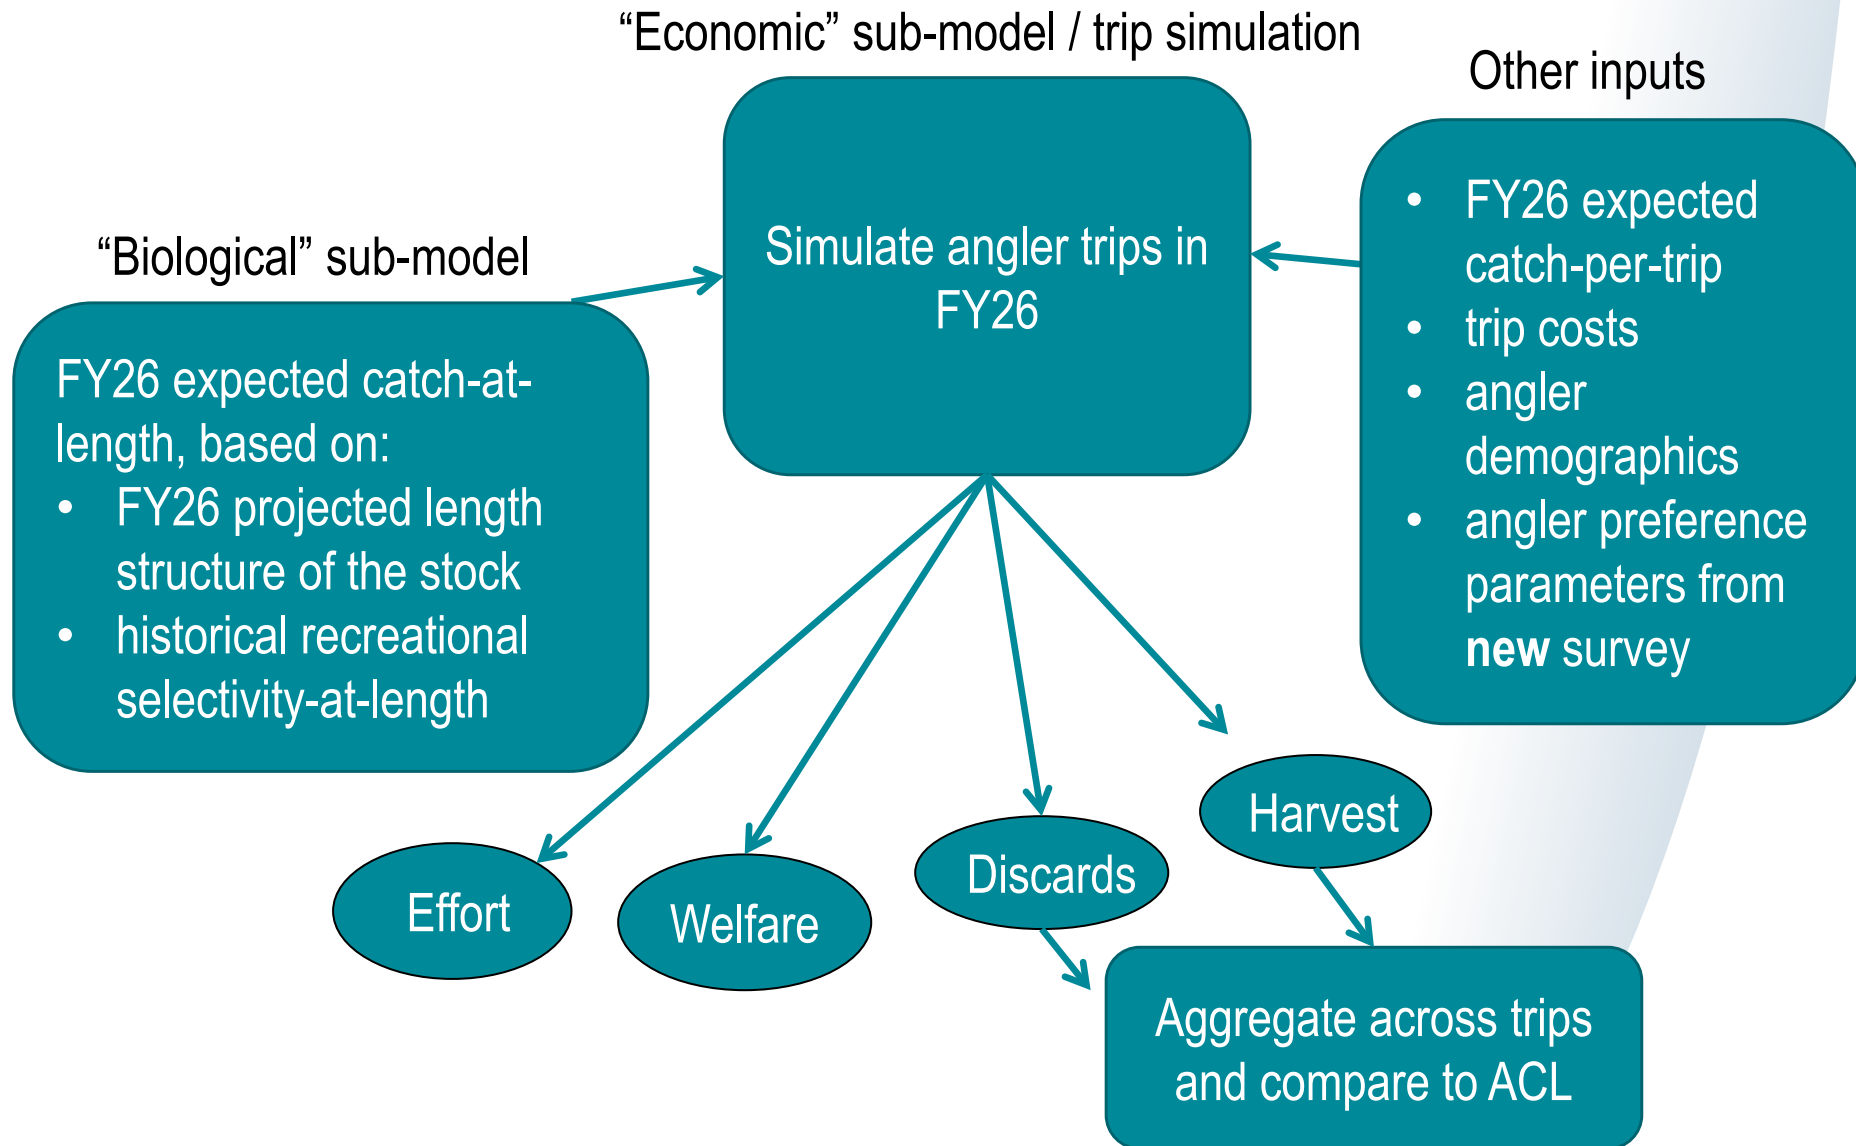 “Economic” sub-model / trip simulation
Other inputs
“Biological” sub-model
Simulate angler trips in
FY26
FY26 expected catch-at-
length, based on:
• FY26 projected length
structure of the stock
• historical recreational
selectivity-at-length
• FY26 expected
catch-per-trip
• trip costs
• angler
demographics
• angler preference
parameters from
new survey
Effort
Welfare
Discards
Harvest
Aggregate across trips
and compare to ACL